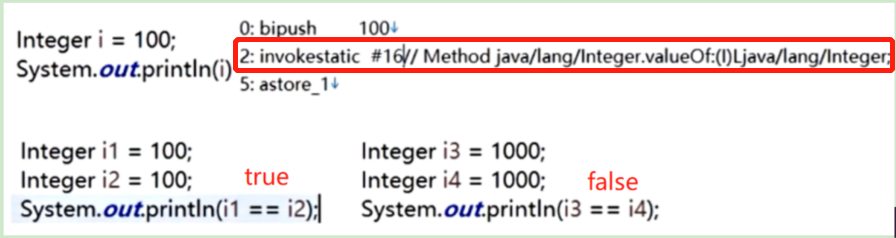 Integer i = 100;
System.out.println(i)
0: bipush 100↓
2: invokestatic #16// Method java/lang/Integer.valueOf:(I)Ljava/lang/Integer;
5: astore_1↓
Integer i1 = 100;
Integer i2 = 100; true
System.out.println(i1 == i2);
Integer i3 = 1000;
Integer i4 = 1000; false
System.out.println(i3 == i4);